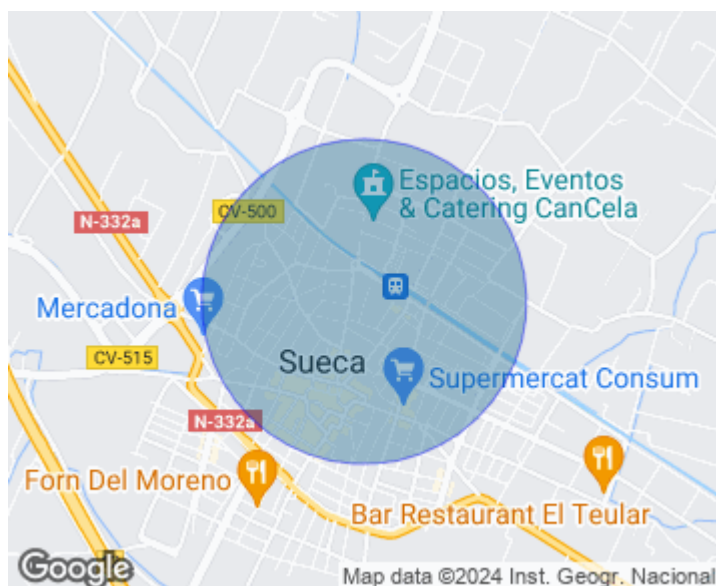 Espacios, Eventos
& Catering CanCela
CV-500
N-332a
Mercadona
CV-515
Sueca
Supermercat Consum
N-332a
Forn Del Moreno
Bar Restaurant El Teular
Google
Map data ©2024 Inst. Geogr. Nacional